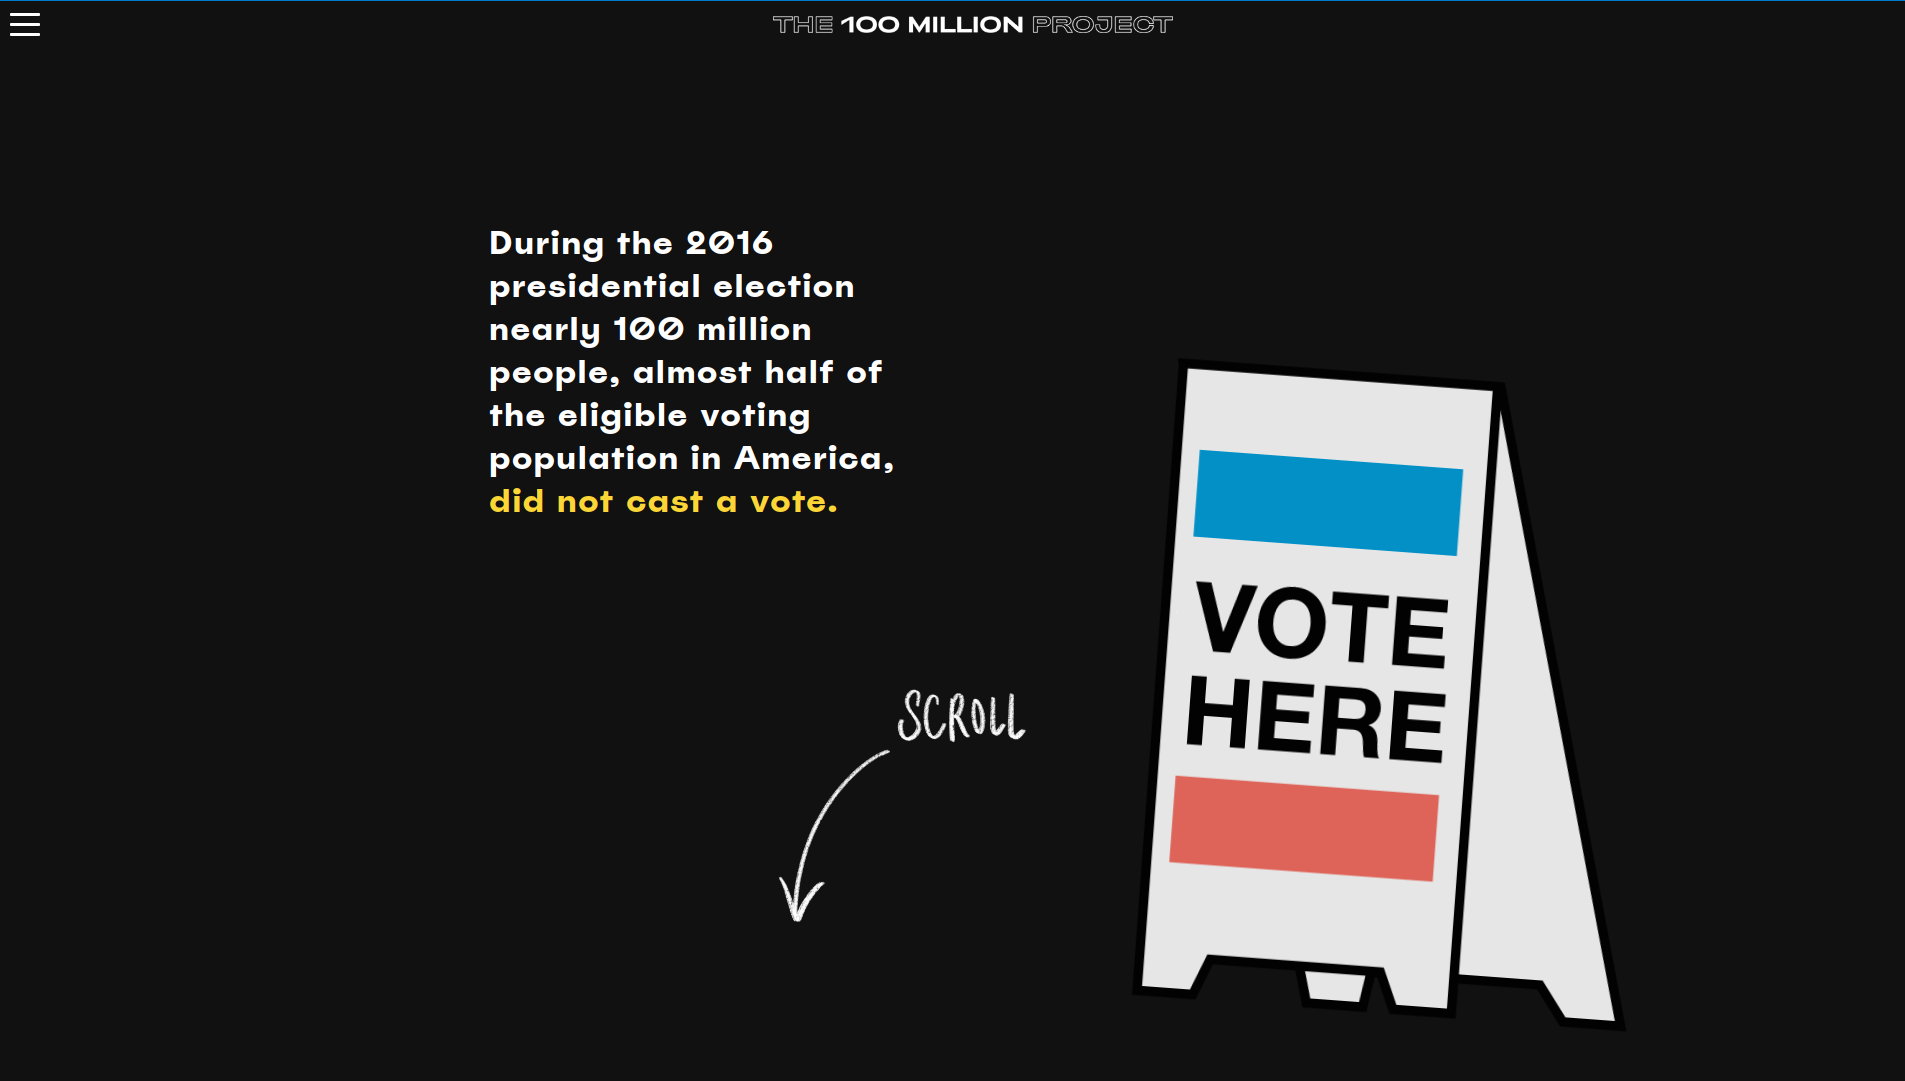 THE 100 MILLION PROJECT
During the 2016
presidential election
nearly 100 million
people, almost half of
the eligible voting
population in America,
did not cast a vote.
SCROLL
VOTE
HERE